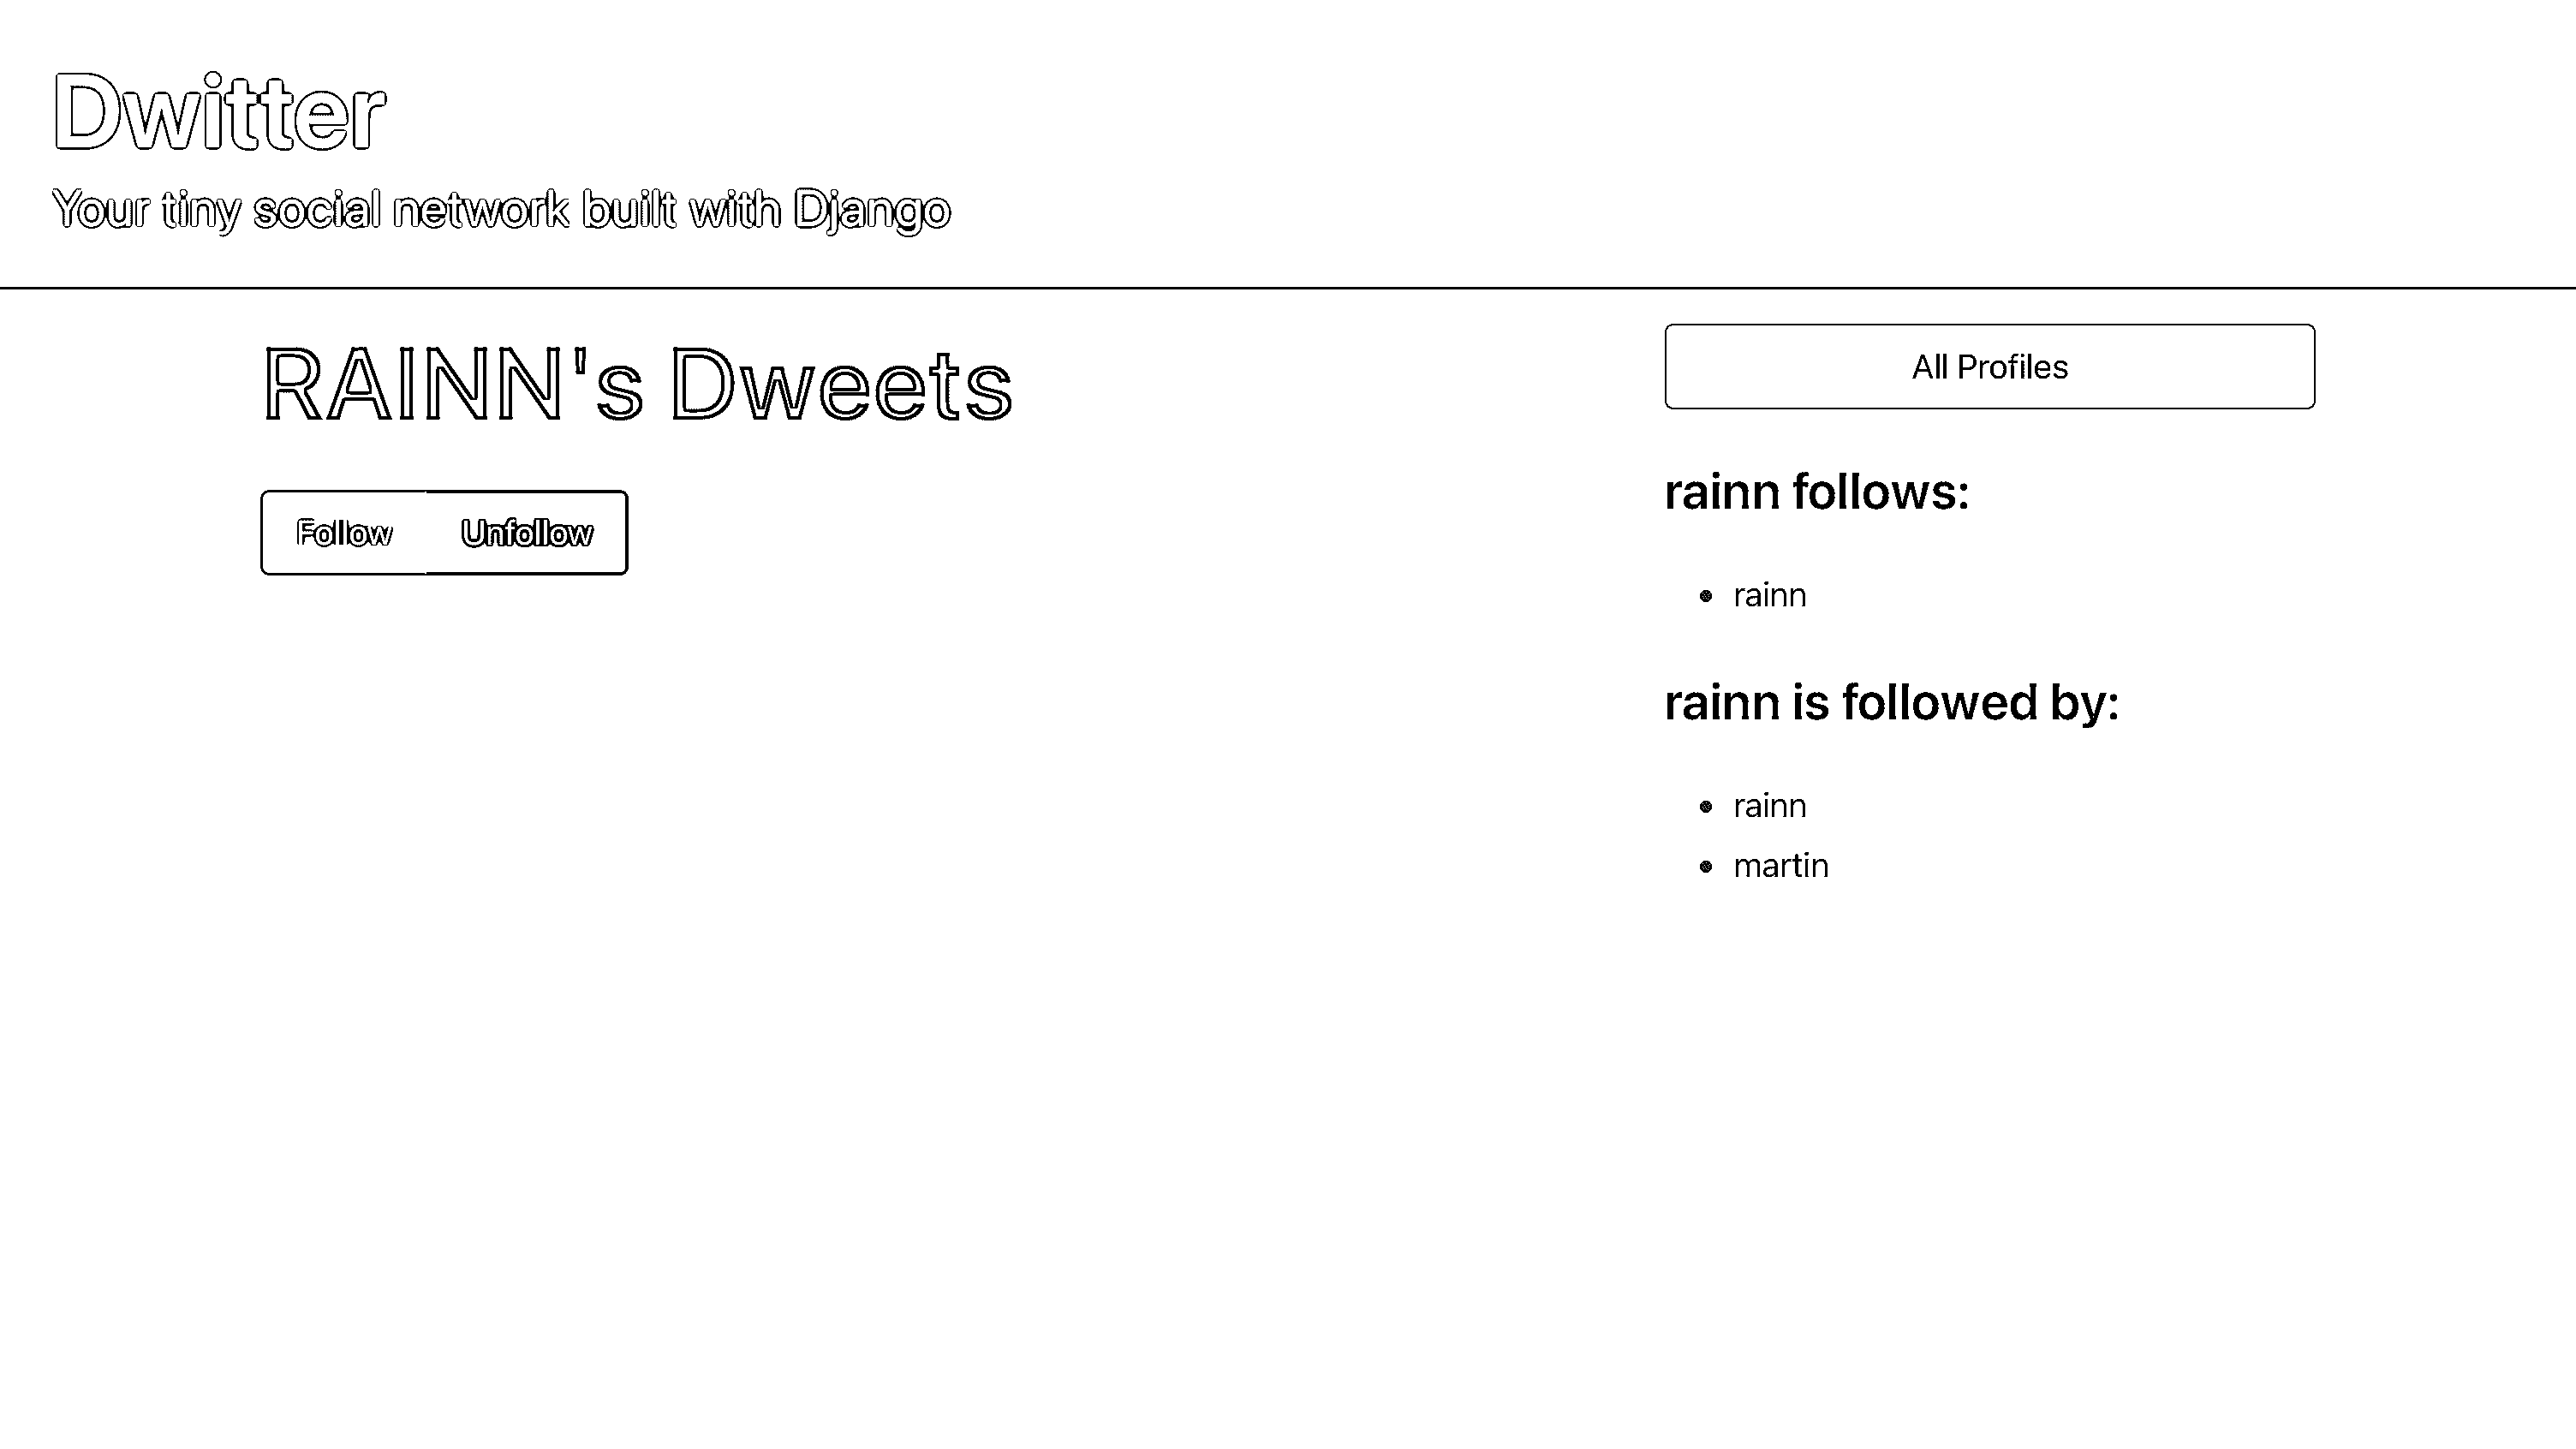 Dwitter
Your tiny social network built with Django
RAINN's Dweets
Follow Unfollow
All Profiles
rainn follows:
rainn
rainn is followed by:
rainn
martin